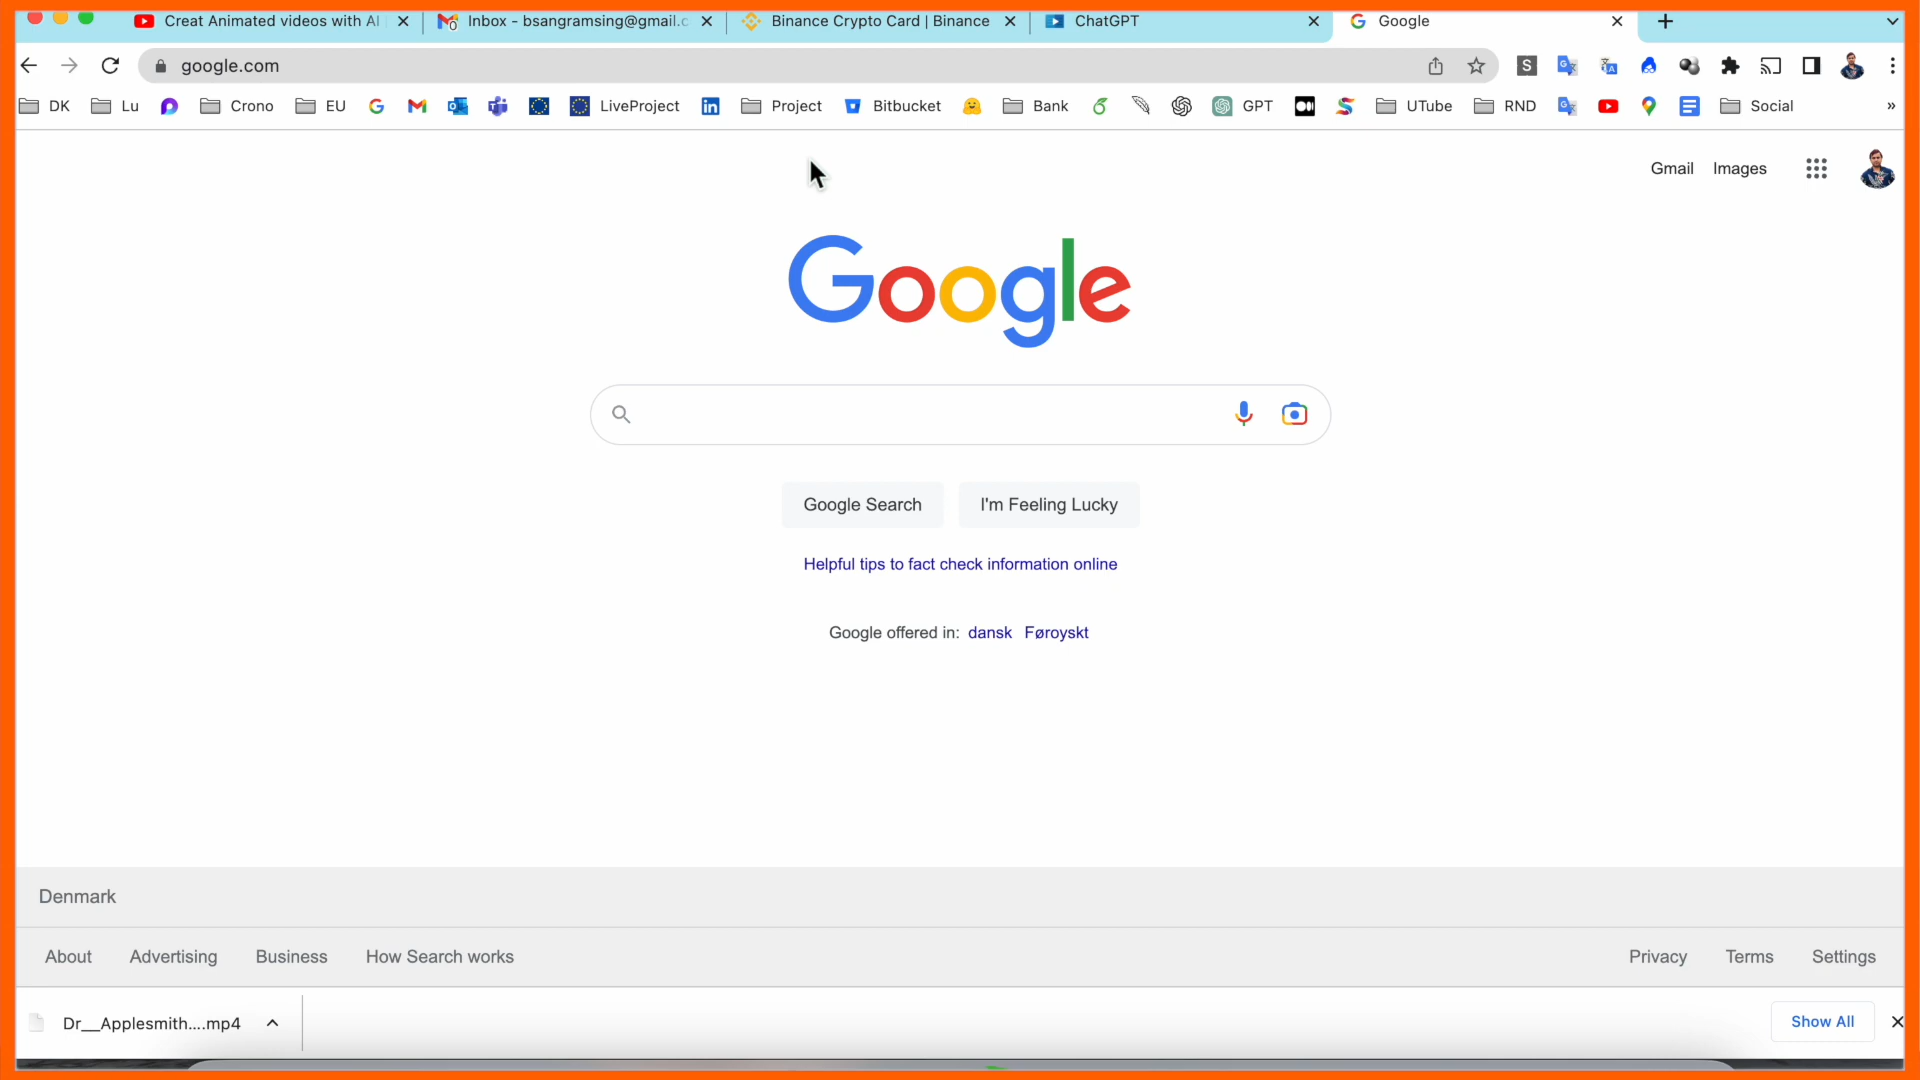 Creat Animated videos with AI
Inbox - bsangramsing@gmail.c
Binance Crypto Card | Binance
ChatGPT
Google
google.com
DK
Lu
Crono
EU
LiveProject
Project
Bitbucket
Bank
GPT
UTube
RND
Social
»
Gmail
Images
Google
Google Search
I'm Feeling Lucky
Helpful tips to fact check information online
Google offered in: dansk Føroyskt
Denmark
About
Advertising
Business
How Search works
Privacy
Terms
Settings
Dr__Applesmith....mp4
Show All